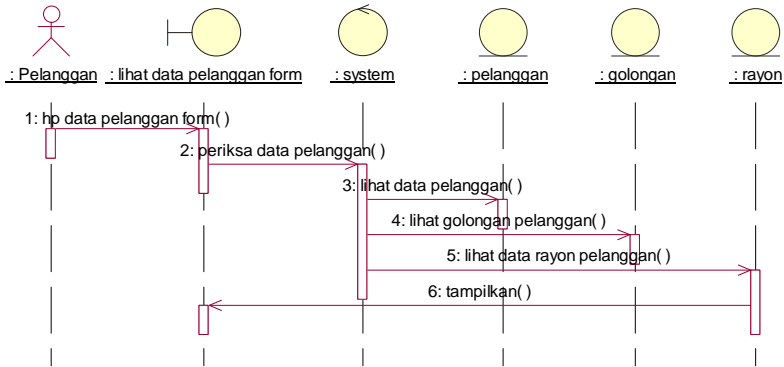 : Pelanggan
: lihat data pelanggan form
: system
: pelanggan
: golongan
: rayon
1: hp data pelanggan form( )
2: periksa data pelanggan( )
3: lihat data pelanggan( )
4: lihat golongan pelanggan( )
5: lihat data rayon pelanggan( )
6: tampilkan( )